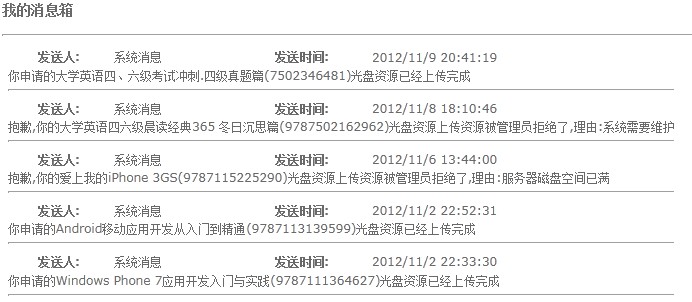 我的消息箱
发送人: 系统消息 发送时间: 2012/11/9 20:41:19
你申请的大学英语四、六级考试冲刺.四级真题篇(7502346481)光盘资源已经上传完成
发送人: 系统消息 发送时间: 2012/11/8 18:10:46
抱歉,你的大学英语四六级晨读经典365 冬日沉思篇(9787502162962)光盘资源上传资源被管理员拒绝了,理由:系统需要维护
发送人: 系统消息 发送时间: 2012/11/6 13:44:00
抱歉,你的爱上我的iPhone 3GS(9787115225290)光盘资源上传资源被管理员拒绝了,理由:服务器磁盘空间已满
发送人: 系统消息 发送时间: 2012/11/2 22:52:31
你申请的Android移动应用开发从入门到精通(9787113139599)光盘资源已经上传完成
发送人: 系统消息 发送时间: 2012/11/2 22:33:30
你申请的Windows Phone 7应用开发入门与实践(9787111364627)光盘资源已经上传完成